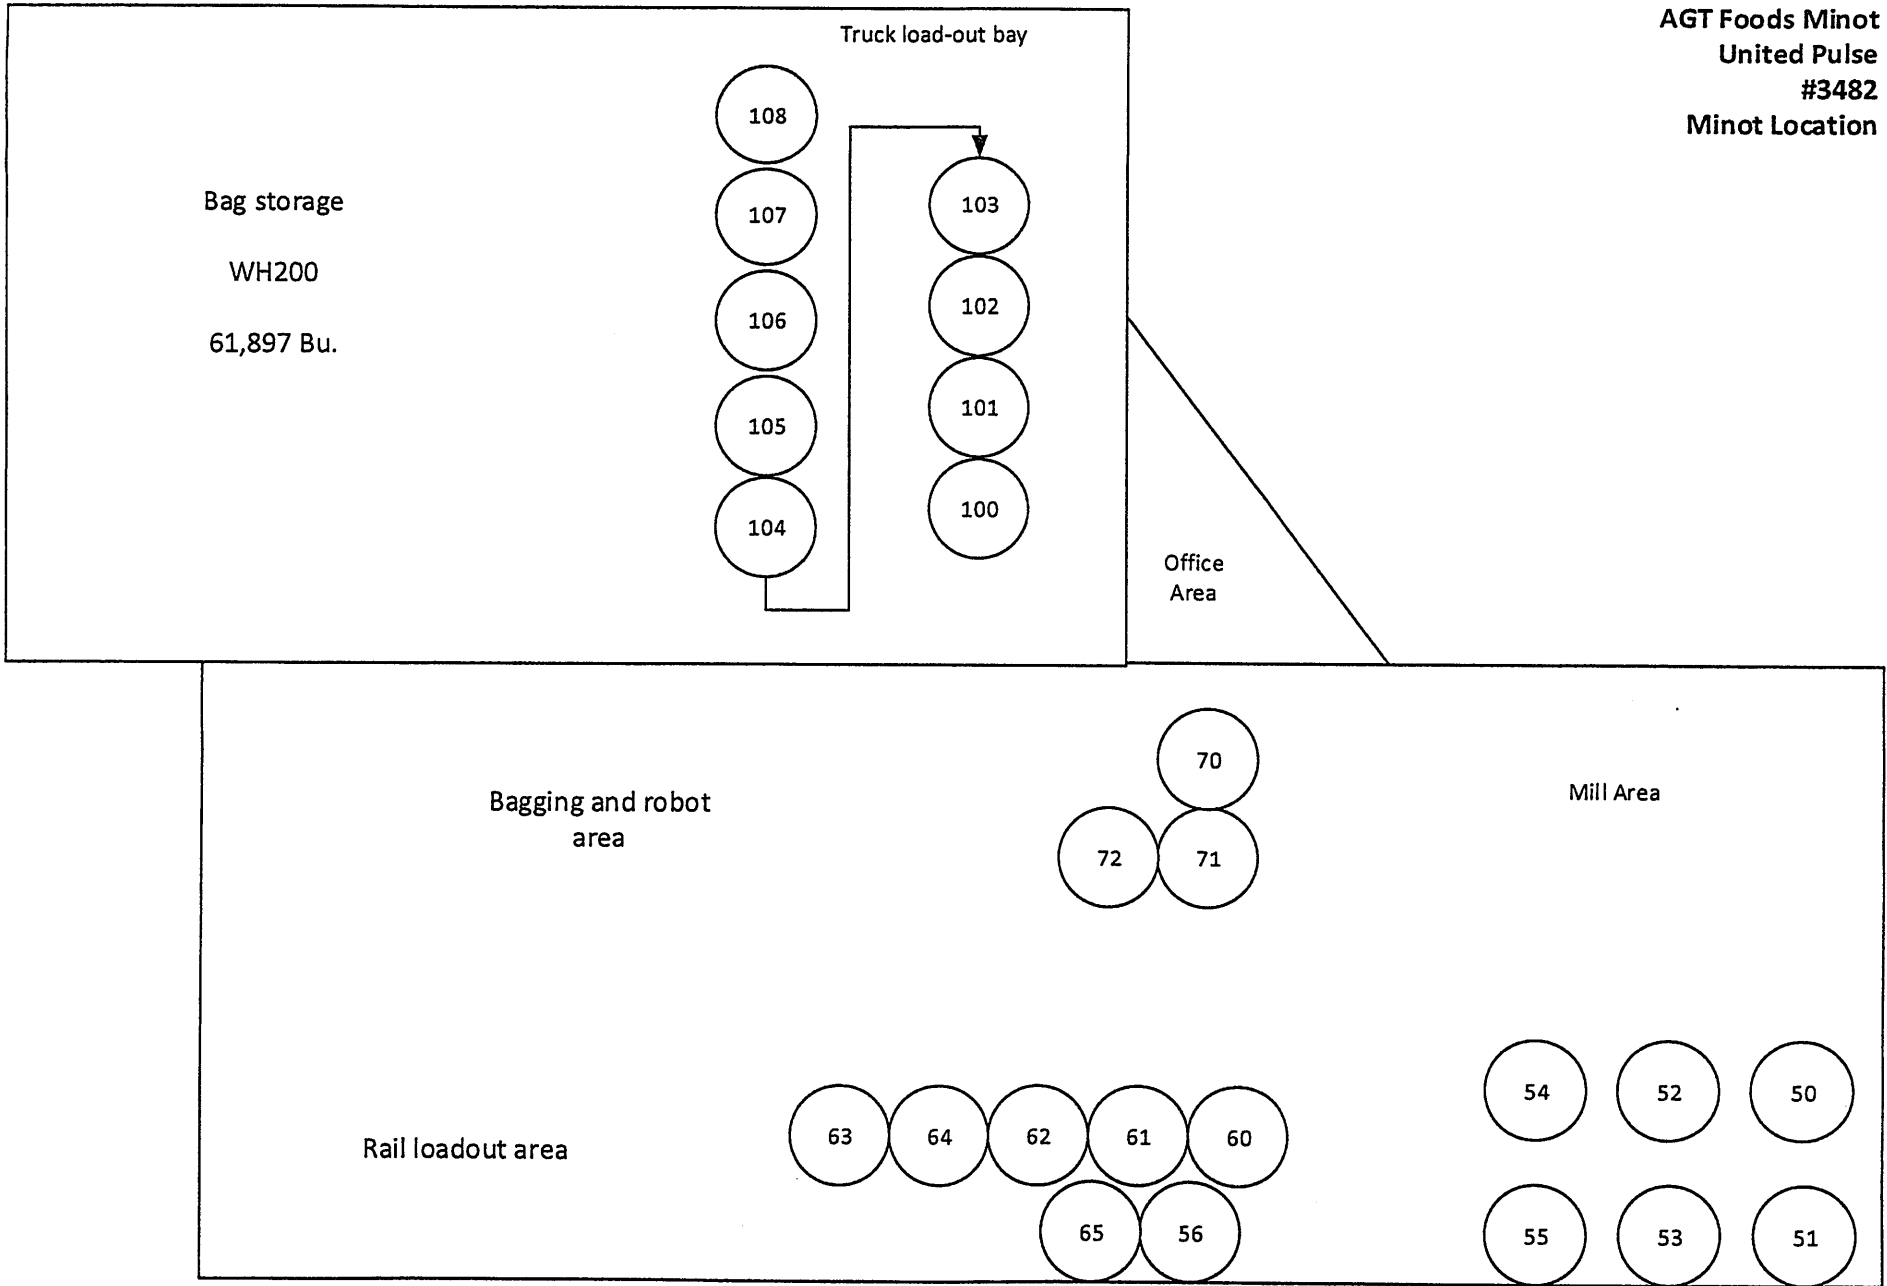 AGT Foods Minot
United Pulse
#3482
Minot Location
Truck load-out bay
Bag storage
WH200
61,897 Bu.
108
107
106
105
104
103
102
101
100
Office
Area
Bagging and robot
area
70
72
71
Mill Area
Rail loadout area
63
64
62
61
60
65
56
54
52
50
55
53
51